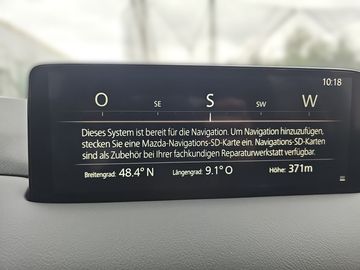 10:18
O SE S SW W
Dieses System ist bereit für die Navigation. Um Navigation hinzuzufügen,
stecken Sie eine Mazda-Navigations-SD-Karte ein. Navigations-SD-Karten
sind als Zubehör bei Ihrer fachkundigen Reparaturwerkstatt verfügbar.
Breitengrad: 48.4° N Längengrad: 9.1° O Höhe: 371m